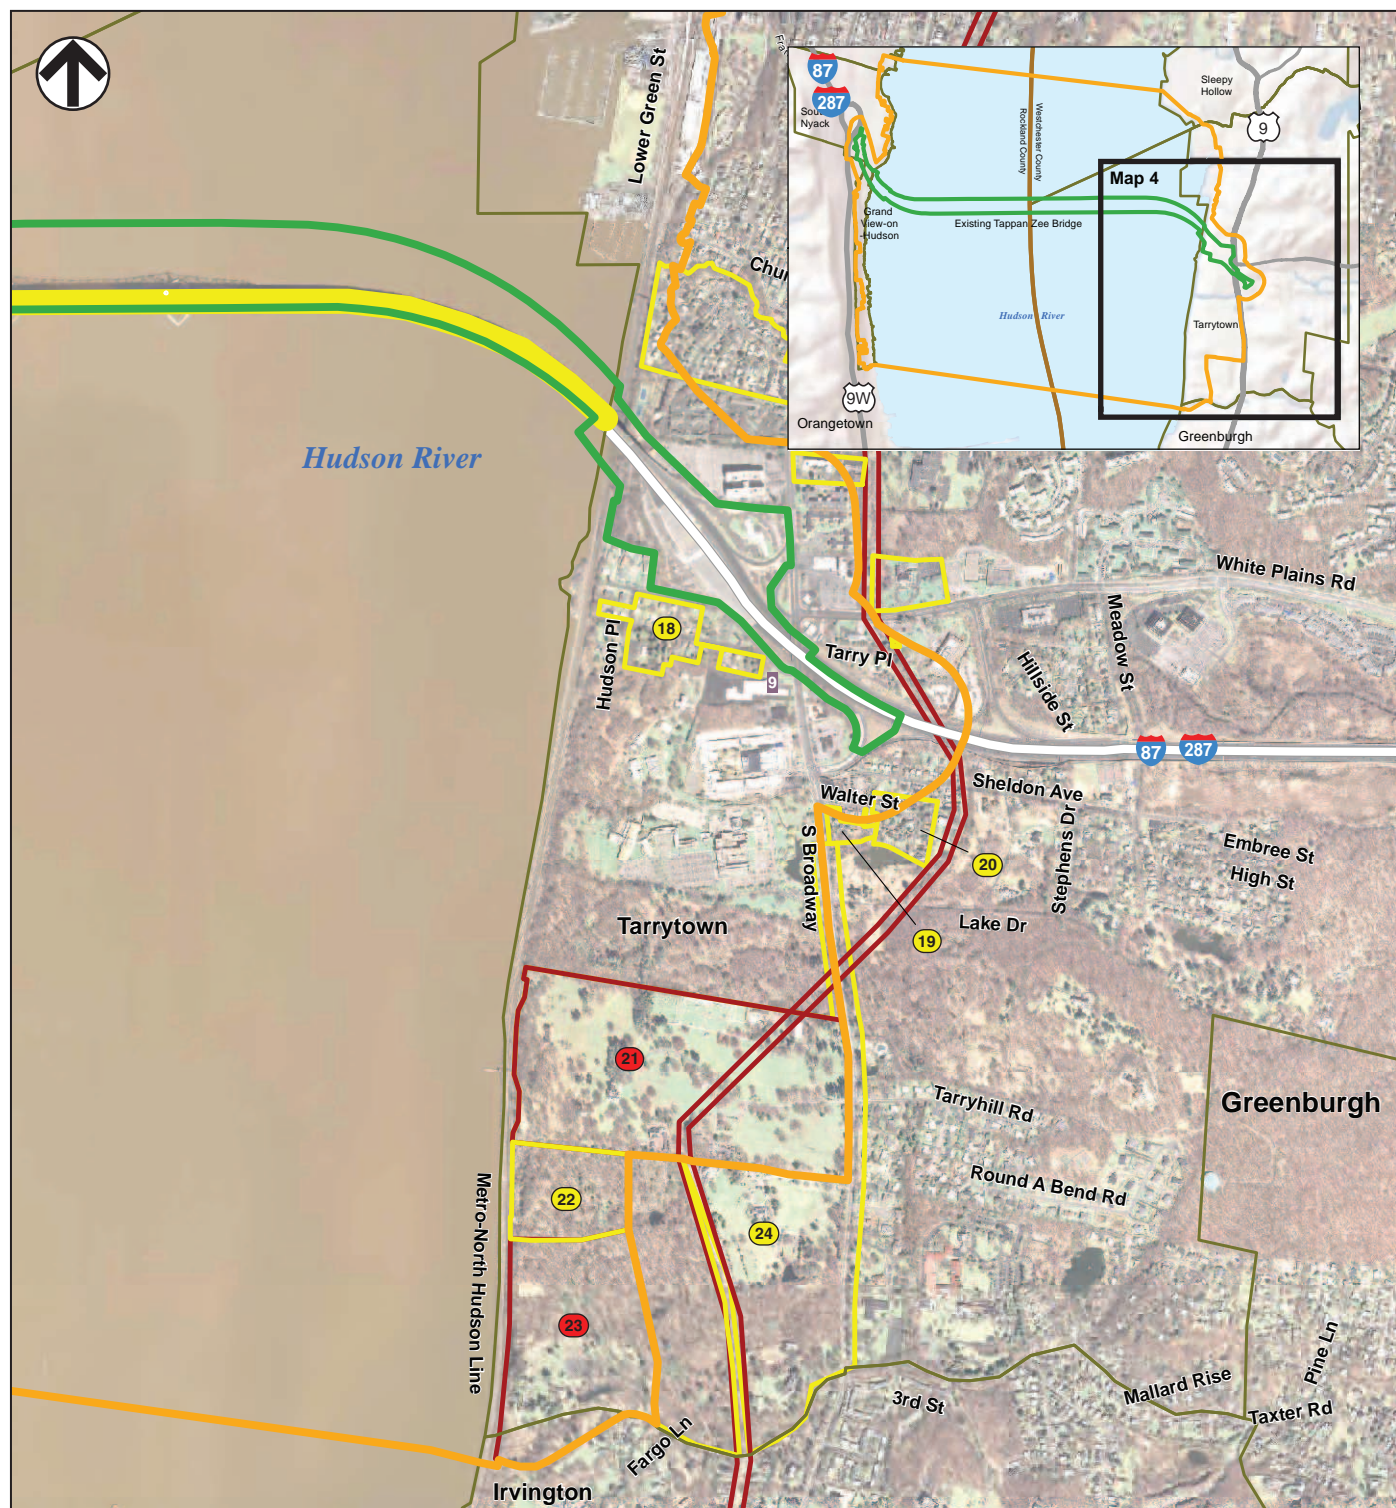 Lower Green St
87
287
Nyack
Sleepy
Hollow
9
Westchester County
Rockland County
Map 4
Grand
View-on
-Hudson
Existing Tappan Zee Bridge
Hudson River
Tarrytown
9W
Orangetown
Greenburgh
Hudson River
White Plains Rd
Meadow St
Hillside St
18
Hudson Pl
Tarry Pl
9
87
287
Sheldon Ave
Walter St
Stephens Dr
S Broadway
20
Embree St
High St
Tarrytown
Lake Dr
19
21
Greenburgh
Tarryhill Rd
Round A Bend Rd
22
24
Metro-North Hudson Line
23
Pine Ln
Mallard Rise
3rd St
Taxter Rd
Fargo Ln
Irvington